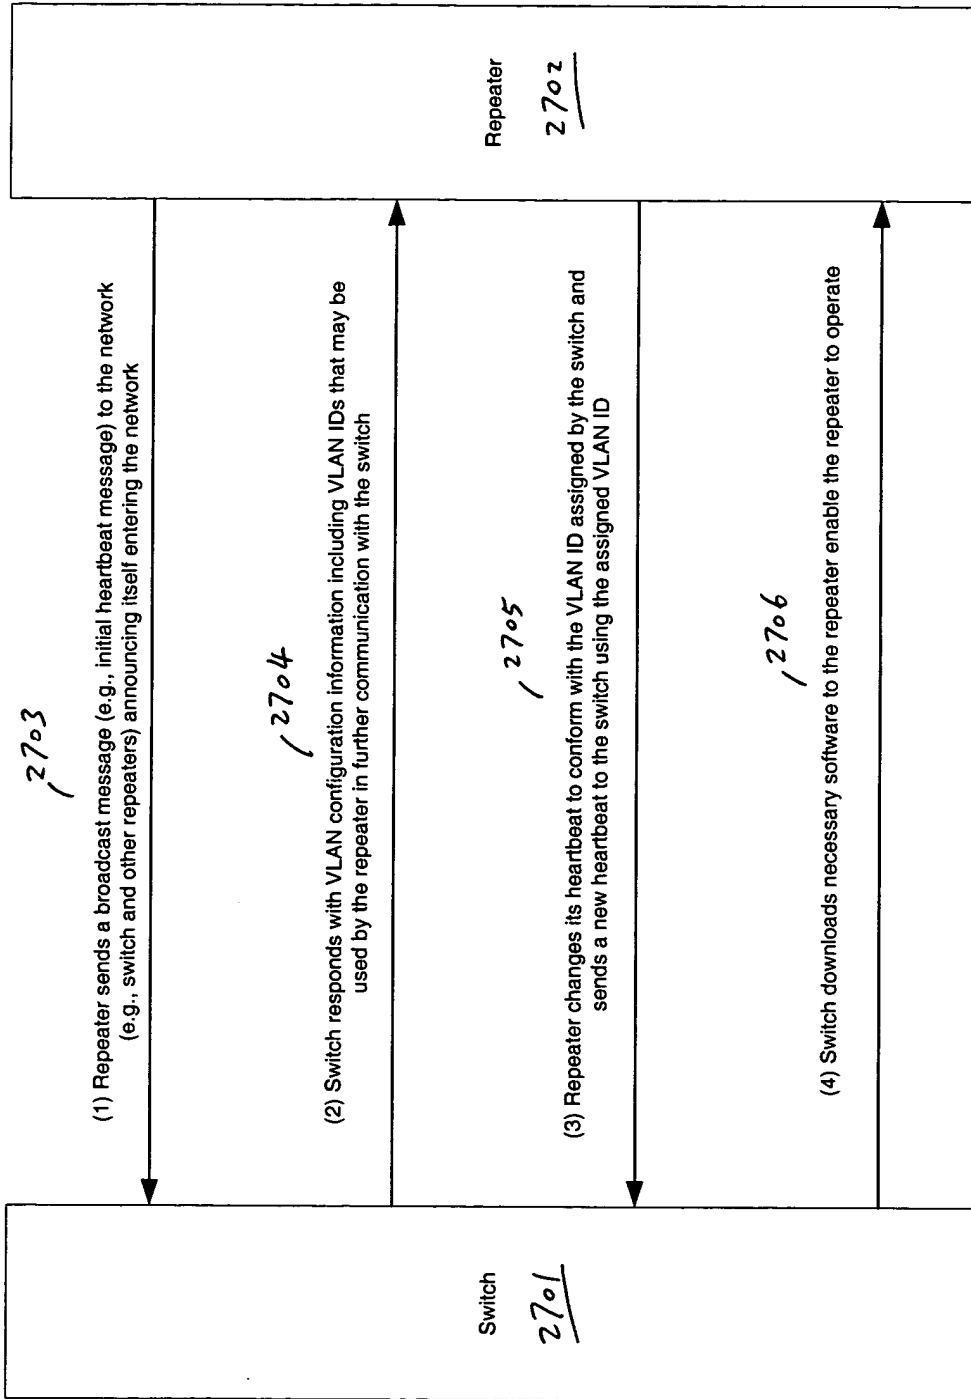 2703
(1) Repeater sends a broadcast message (e.g., initial heartbeat message) to the network
(e.g., switch and other repeaters) announcing itself entering the network
2704
(2) Switch responds with VLAN configuration information including VLAN IDs that may be
used by the repeater in further communication with the switch
Switch
2701
Repeater
2702
2705
(3) Repeater changes its heartbeat to conform with the VLAN ID assigned by the switch and
sends a new heartbeat to the switch using the assigned VLAN ID
2706
(4) Switch downloads necessary software to the repeater enable the repeater to operate